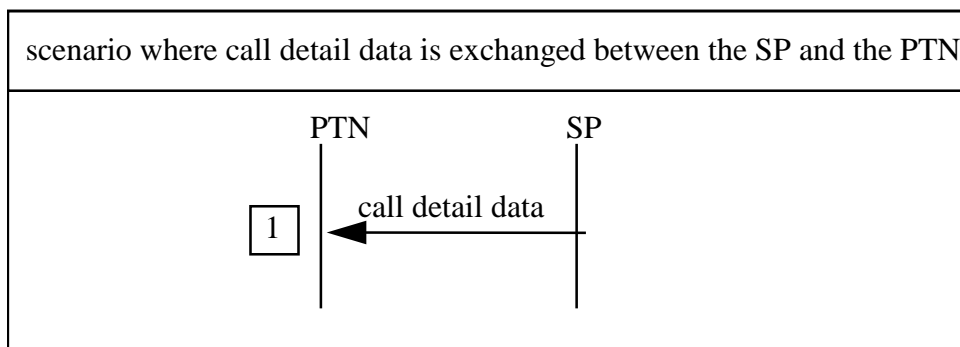 scenario where call detail data is exchanged between the SP and the PTN
PTN SP
call detail data
1